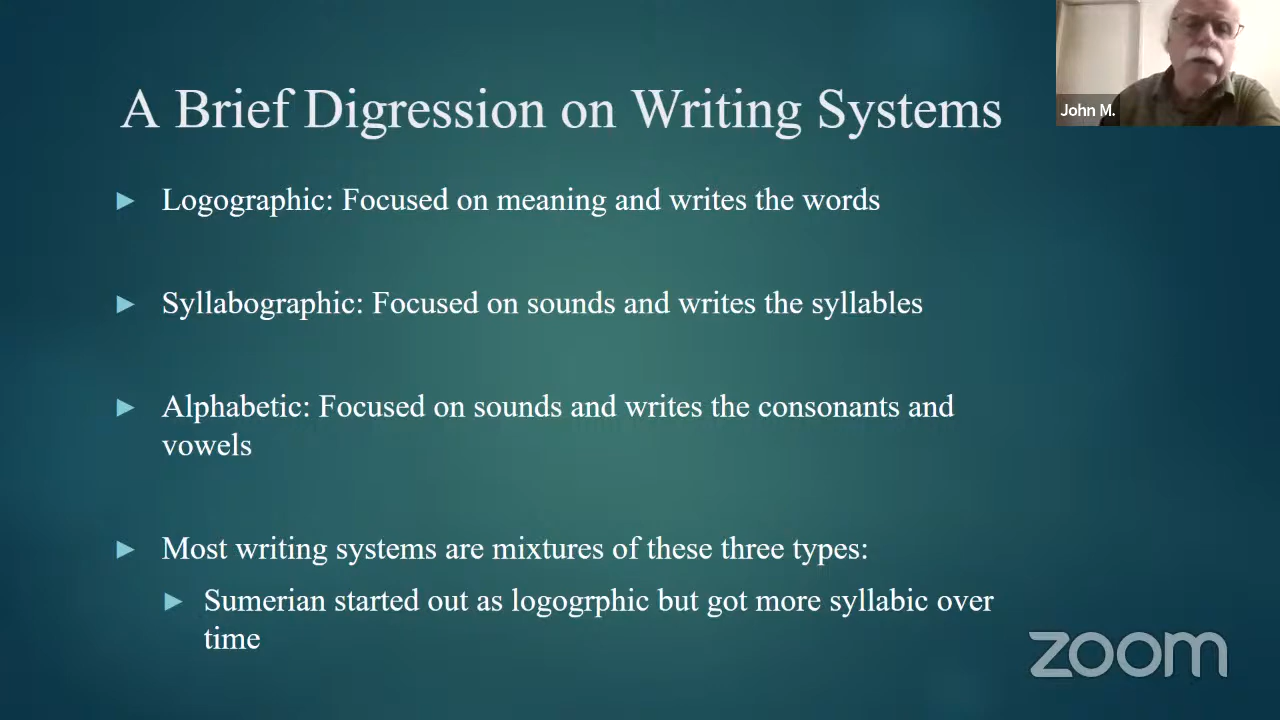 A Brief Digression on Writing Systems
John M.
Logographic: Focused on meaning and writes the words
Syllabographic: Focused on sounds and writes the syllables
Alphabetic: Focused on sounds and writes the consonants and
vowels
Most writing systems are mixtures of these three types:
Sumerian started out as logogrphic but got more syllabic over
time
zoom